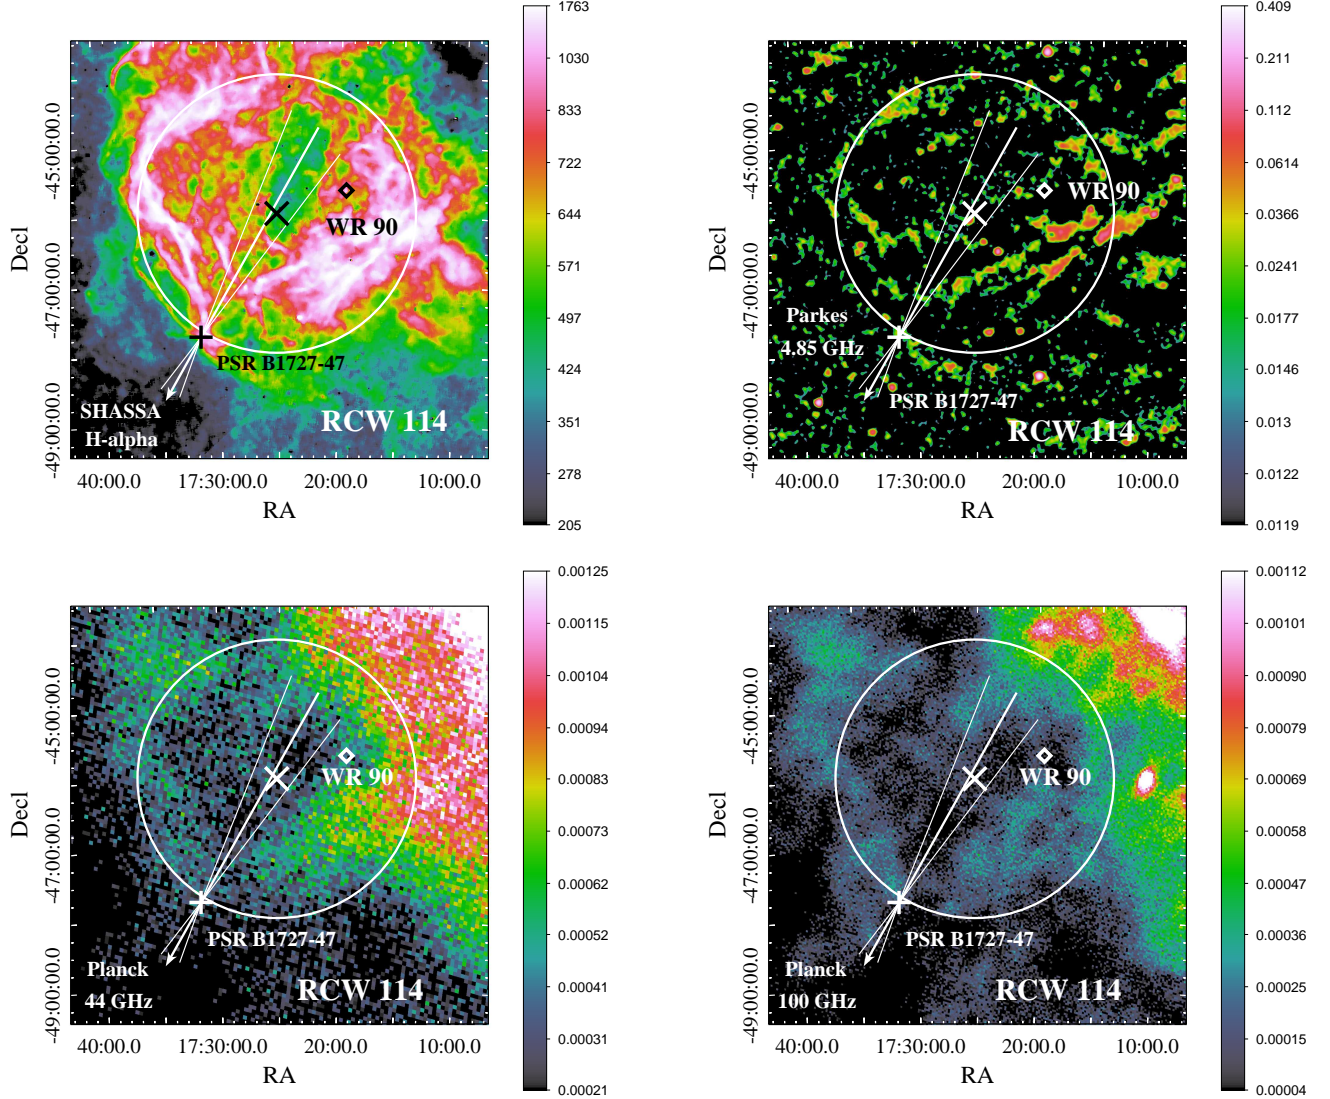 1763
1030
833
722
644
571
497
424
351
278
205
Decl
-45:00:00.0
-47:00:00.0
-49:00:00.0
WR 90
PSR B1727-47
SHASSA
H-alpha
RCW 114
40:00.0 17:30:00.0 20:00.0 10:00.0
RA
0.409
0.211
0.112
0.0614
0.0366
0.0241
0.0177
0.0146
0.013
0.0122
0.0119
Decl
-45:00:00.0
-47:00:00.0
-49:00:00.0
WR 90
Parkes
4.85 GHz
PSR B1727-47
RCW 114
40:00.0 17:30:00.0 20:00.0 10:00.0
RA
0.00125
0.00115
0.00104
0.00094
0.00083
0.00073
0.00062
0.00052
0.00041
0.00031
0.00021
Decl
-45:00:00.0
-47:00:00.0
-49:00:00.0
WR 90
PSR B1727-47
Planck
44 GHz
RCW 114
40:00.0 17:30:00.0 20:00.0 10:00.0
RA
0.00112
0.00101
0.00090
0.00079
0.00069
0.00058
0.00047
0.00036
0.00025
0.00015
0.00004
Decl
-45:00:00.0
-47:00:00.0
-49:00:00.0
WR 90
PSR B1727-47
Planck
100 GHz
RCW 114
40:00.0 17:30:00.0 20:00.0 10:00.0
RA